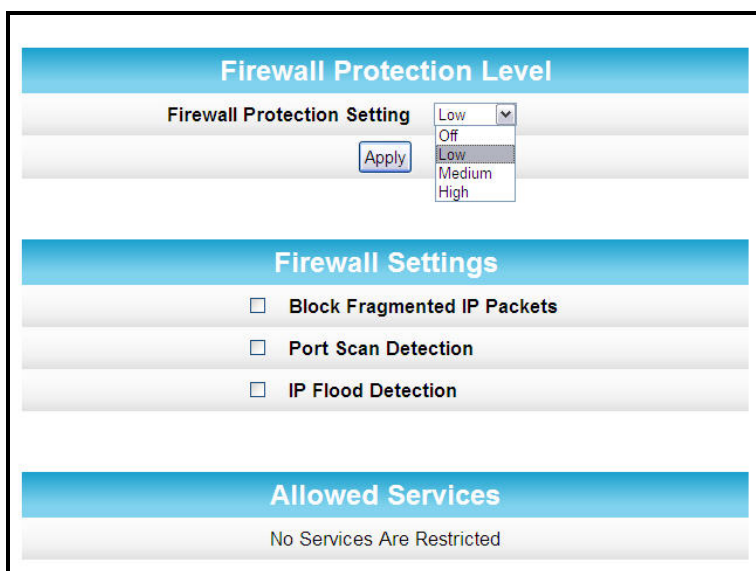 Firewall Protection Level
Firewall Protection Setting Low
Off
Apply Low
Medium
High
Firewall Settings
Block Fragmented IP Packets
Port Scan Detection
IP Flood Detection
Allowed Services
No Services Are Restricted